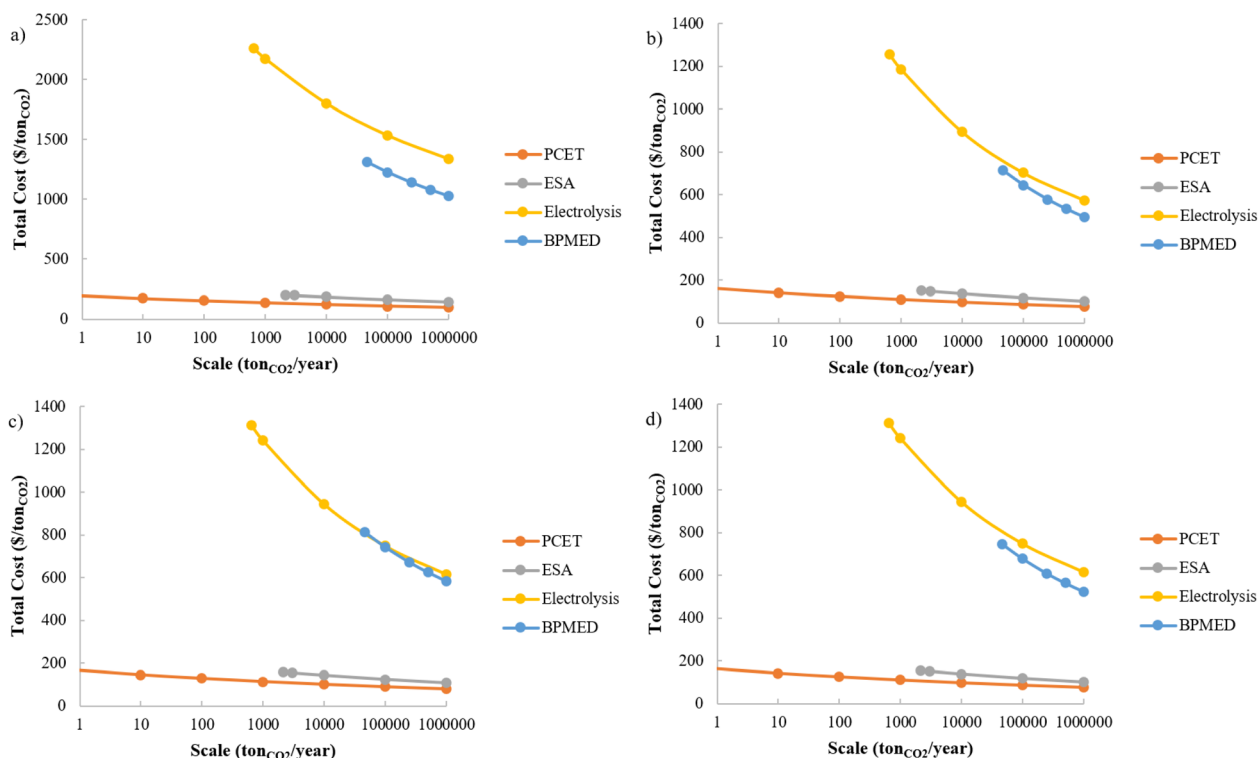 a)
Total Cost ($/tonCO2)
2500
2000
1500
1000
500
0
1 10 100 1000 10000 100000 1000000
Scale (tonCO2/year)
PCET
ESA
Electrolysis
BPMED
b)
Total Cost ($/tonCO2)
1400
1200
1000
800
600
400
200
0
1 10 100 1000 10000 100000 1000000
Scale (tonCO2/year)
PCET
ESA
Electrolysis
BPMED
c)
Total Cost ($/tonCO2)
1400
1200
1000
800
600
400
200
0
1 10 100 1000 10000 100000 1000000
Scale (tonCO2/year)
PCET
ESA
Electrolysis
BPMED
d)
Total Cost ($/tonCO2)
1400
1200
1000
800
600
400
200
0
1 10 100 1000 10000 100000 1000000
Scale (tonCO2/year)
PCET
ESA
Electrolysis
BPMED